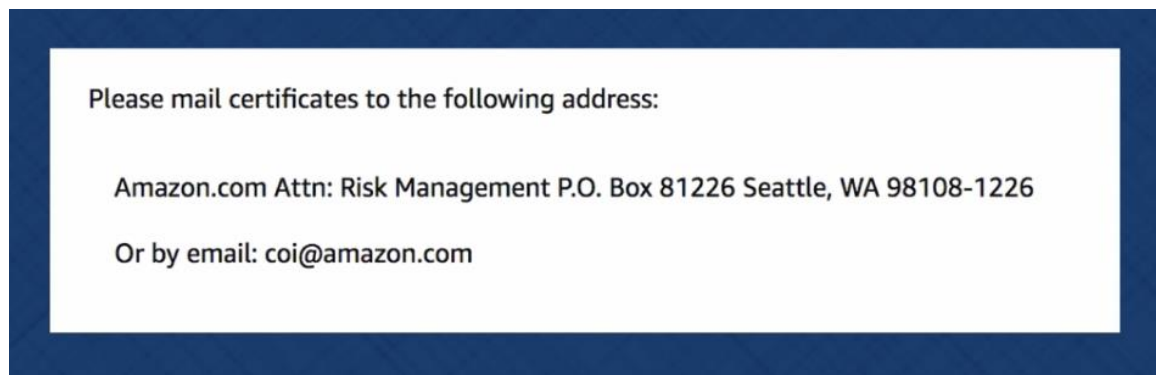 Please mail certificates to the following address:
Amazon.com Attn: Risk Management P.O. Box 81226 Seattle, WA 98108-1226
Or by email: coi@amazon.com